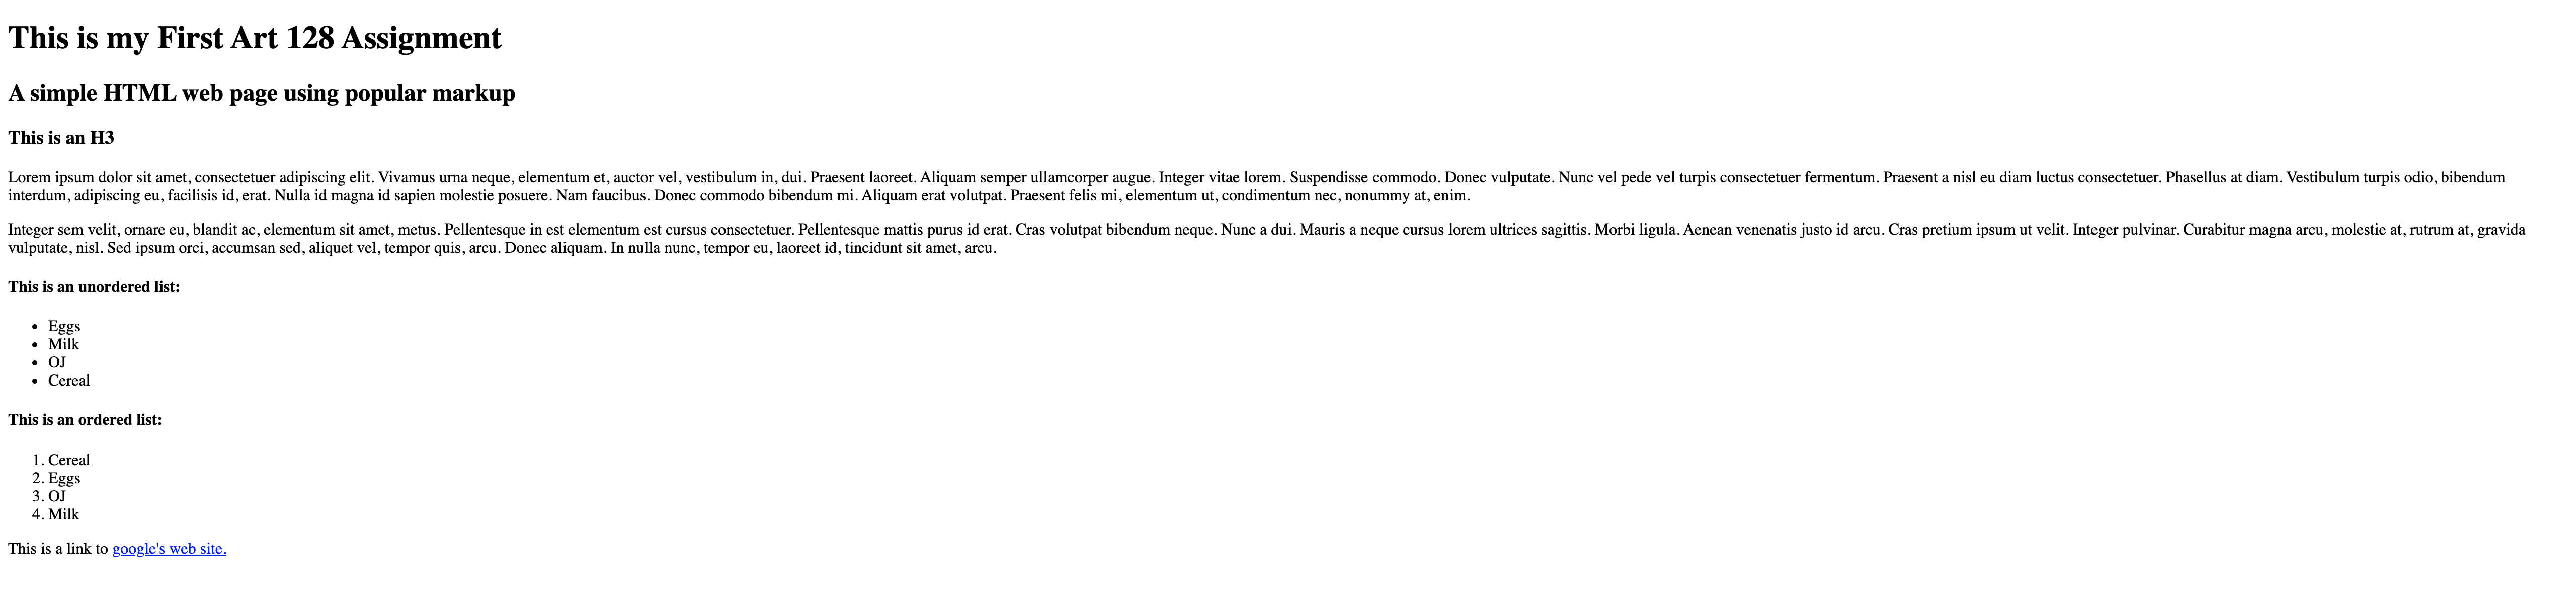 This is my First Art 128 Assignment
A simple HTML web page using popular markup
This is an H3
Lorem ipsum dolor sit amet, consectetuer adipiscing elit. Vivamus urna neque, elementum et, auctor vel, vestibulum in, dui. Praesent laoreet. Aliquam semper ullamcorper augue. Integer vitae lorem. Suspendisse commodo. Donec vulputate. Nunc vel pede vel turpis consectetuer fermentum. Praesent a nisl eu diam luctus consectetuer. Phasellus at diam. Vestibulum turpis odio, bibendum
interdum, adipiscing eu, facilisis id, erat. Nulla id magna id sapien molestie posuere. Nam faucibus. Donec commodo bibendum mi. Aliquam erat volutpat. Praesent felis mi, elementum ut, condimentum nec, nonummy at, enim.
Integer sem velit, ornare eu, blandit ac, elementum sit amet, metus. Pellentesque in est elementum est cursus consectetuer. Pellentesque mattis purus id erat. Cras volutpat bibendum neque. Nunc a dui. Mauris a neque cursus lorem ultrices sagittis. Morbi ligula. Aenean venenatis justo id arcu. Cras pretium ipsum ut velit. Integer pulvinar. Curabitur magna arcu, molestie at, rutrum at, gravida
vulputate, nisl. Sed ipsum orci, accumsan sed, aliquet vel, tempor quis, arcu. Donec aliquam. In nulla nunc, tempor eu, laoreet id, tincidunt sit amet, arcu.
This is an unordered list:
• Eggs
• Milk
• OJ
• Cereal
This is an ordered list:
1. Cereal
2. Eggs
3. OJ
4. Milk
This is a link to google's web site.